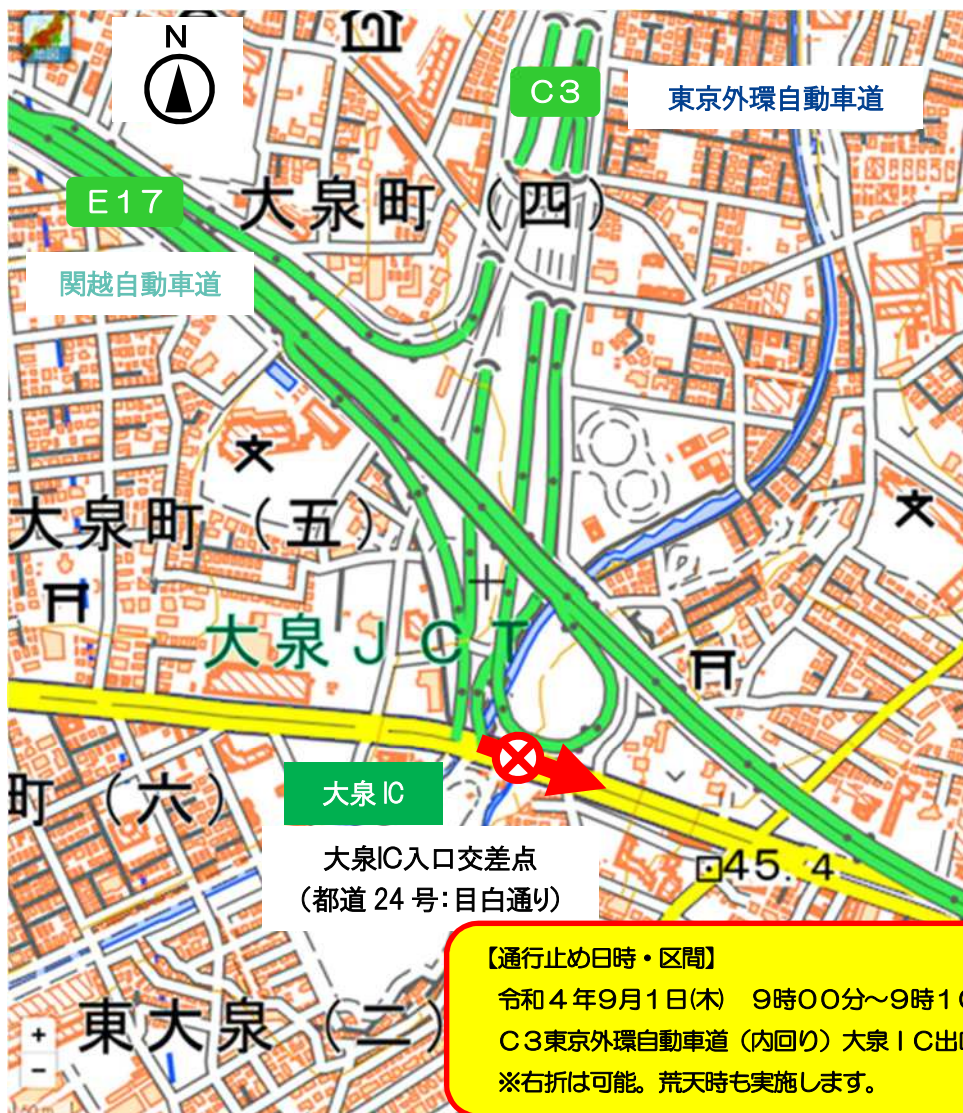 N
C3
東京外環自動車道
E17
大泉町(四)
関越自動車道
大泉町(五)
大泉JCT
大泉IC
町(六)
大泉IC入口交差点
(都道24号:目白通り)
45.4
東大泉(二)
+
−
【通行止め日時・区間】
令和4年9月1日(木) 9時00分~9時1
C3東京外環自動車道(内回り)大泉IC出
※右折は可能。荒天時も実施します。